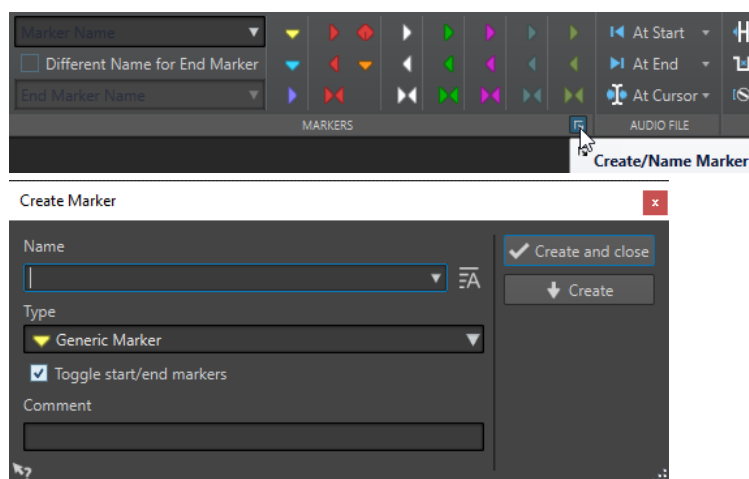 Marker Name
At Start
Different Name for End Marker
At End
End Marker Name
At Cursor
MARKERS
AUDIO FILE
Create/Name Marker
Create Marker
Name
Create and close
Create
Type
Generic Marker
Toggle start/end markers
Comment